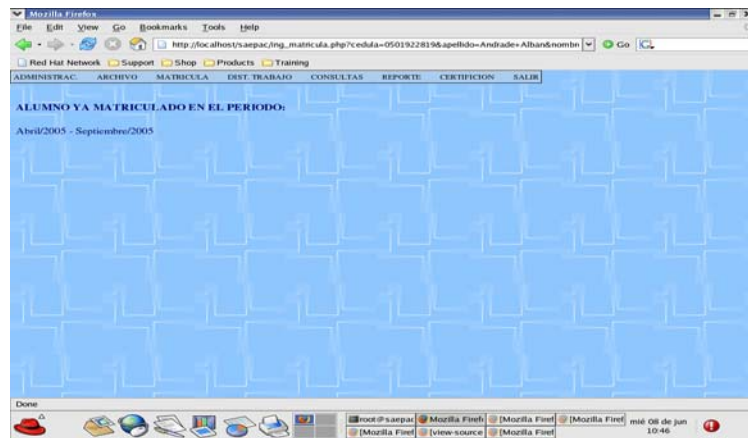 Mozilla Firefox
File Edit View Go Bookmarks Tools Help
http://localhost/saepac/ing_matricula.php?cedula=0501922819&apellido=Andrade+Alban&nombr Go
Red Hat Network Support Shop Products Training
ADMINISTRAC. ARCHIVO MATRICULA DIST. TRABAJO CONSULTAS REPORTE CERTIFICION SALIR
ALUMNO YA MATRICULADO EN EL PERIODO:
Abril/2005 - Septiembre/2005
Done
root@saepac Mozilla Firef [Mozilla Firef [Mozilla Firef mié 08 de jun
[Mozilla Firef [view-source [Mozilla Firef 10:46